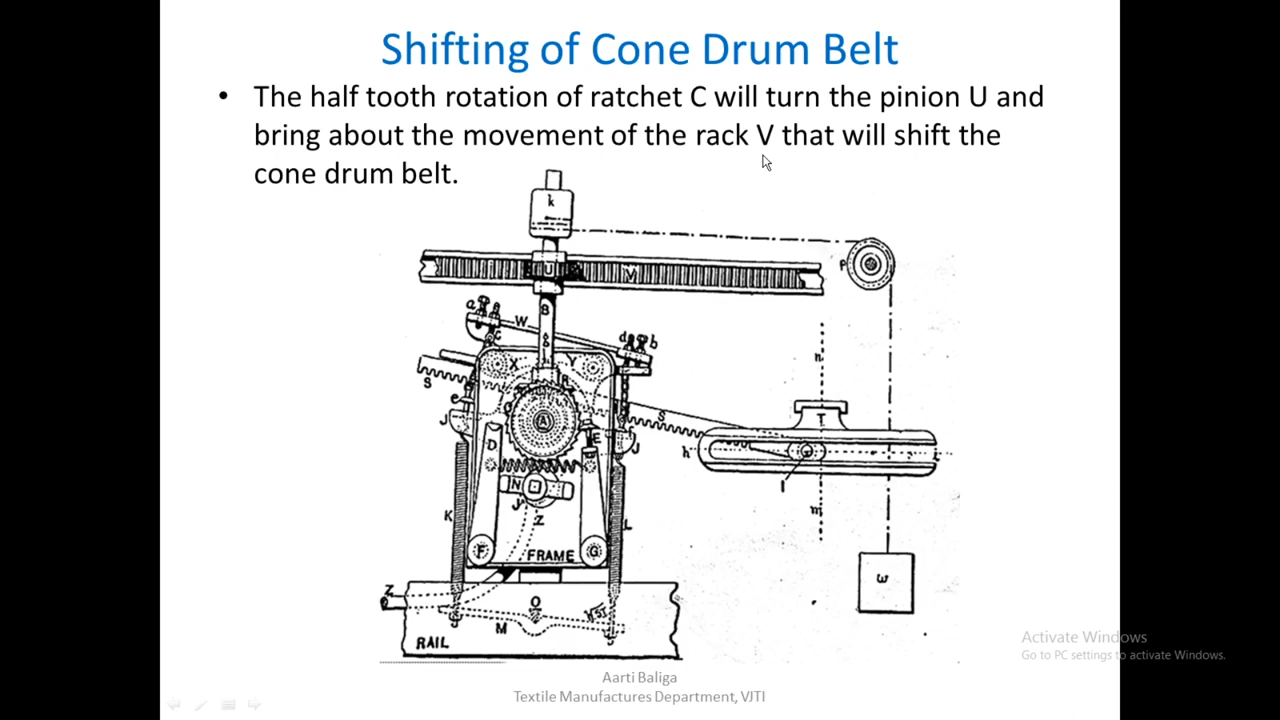 Shifting of Cone Drum Belt
• The half tooth rotation of ratchet C will turn the pinion U and
bring about the movement of the rack V that will shift the
cone drum belt.
k
P
U V
B
a
W
c
d b
n
X Y
S
R
e
T
C A
S
J
E J
D
h
l
N
J
m
K
Z
L
F
FRAME
G
ω
Z
O
M
RAIL
Activate Windows
Go to PC settings to activate Windows.
Aarti Baliga
Textile Manufactures Department, VJTI